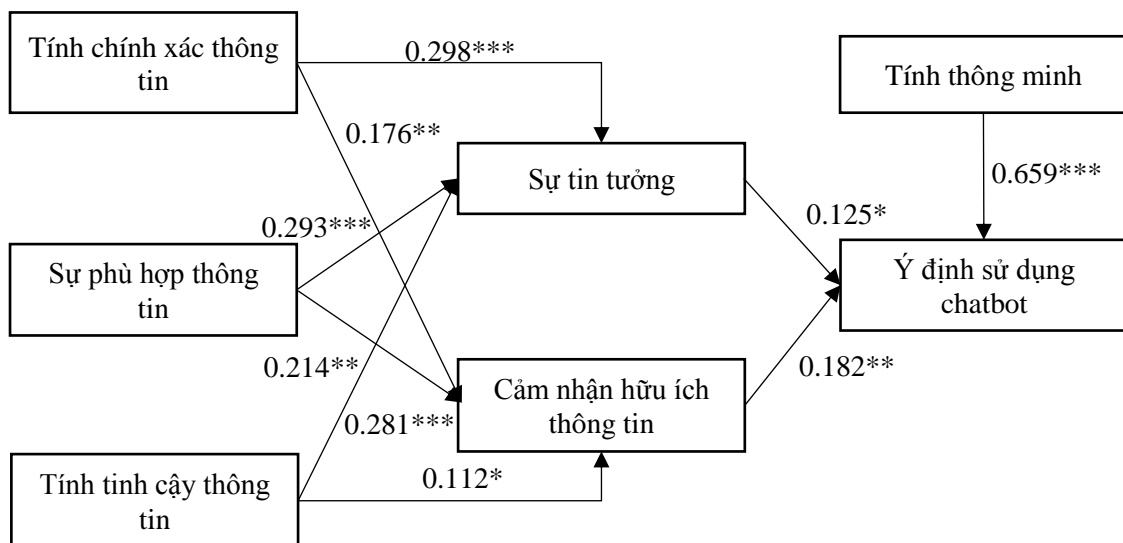 Tính chính xác thông
tin
0.298***
Tính thông minh
0.176**
Sự tin tưởng
0.659***
0.125*
0.293***
Sự phù hợp thông
tin
Ý định sử dụng
chatbot
0.214**
Cảm nhận hữu ích
thông tin
0.182**
0.281***
Tính tinh cậy thông
tin
0.112*